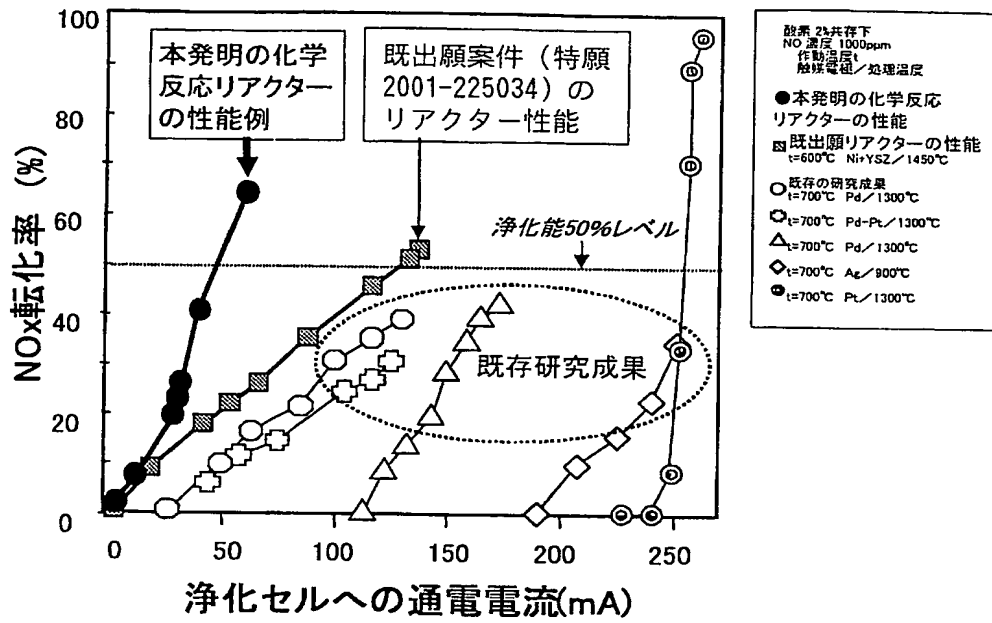 本発明の化学
反応リアクター
の性能例
既出願案件（特願
2001-225034）の
リアクター性能
浄化能50%レベル
既存研究成果
NOx転化率 (%)
100
80
60
40
20
0
0
50
100
150
200
250
浄化セルへの通電電流(mA)
酸素 2%共存下
NO 濃度 1000ppm
作動温度t
触媒電極／処理温度
本発明の化学反応
リアクターの性能
既出願リアクターの性能
t=600℃ Ni+YSZ／1450℃
既存の研究成果
t=700℃ Pd／1300℃
t=700℃ Pd-Pt／1300℃
t=700℃ Pd／1300℃
t=700℃ Ag／900℃
t=700℃ Pt／1300℃